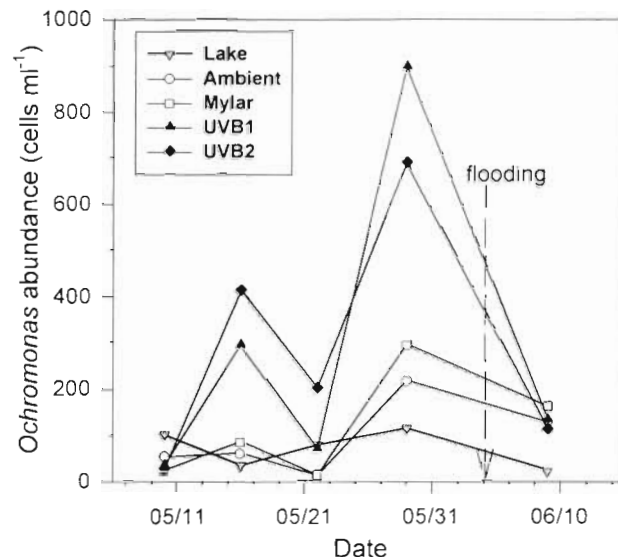 1000
800
600
400
200
0
Ochromonas abundance (cells ml⁻¹)
Lake
Ambient
Mylar
UVB1
UVB2
flooding
05/11 05/21 05/31 06/10
Date